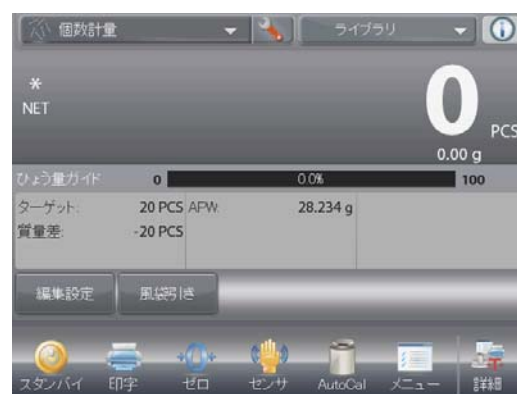 個数計量 ライブラリ
*
NET
0 PCS
0.00 g
ひょう量ガイド 0 0.0% 100
ターゲット: 20 PCS APW: 28.234 g
質量差: -20 PCS
編集設定 風袋引き
スタンバイ 印字 ゼロ センサ AutoCal メニュー 詳細